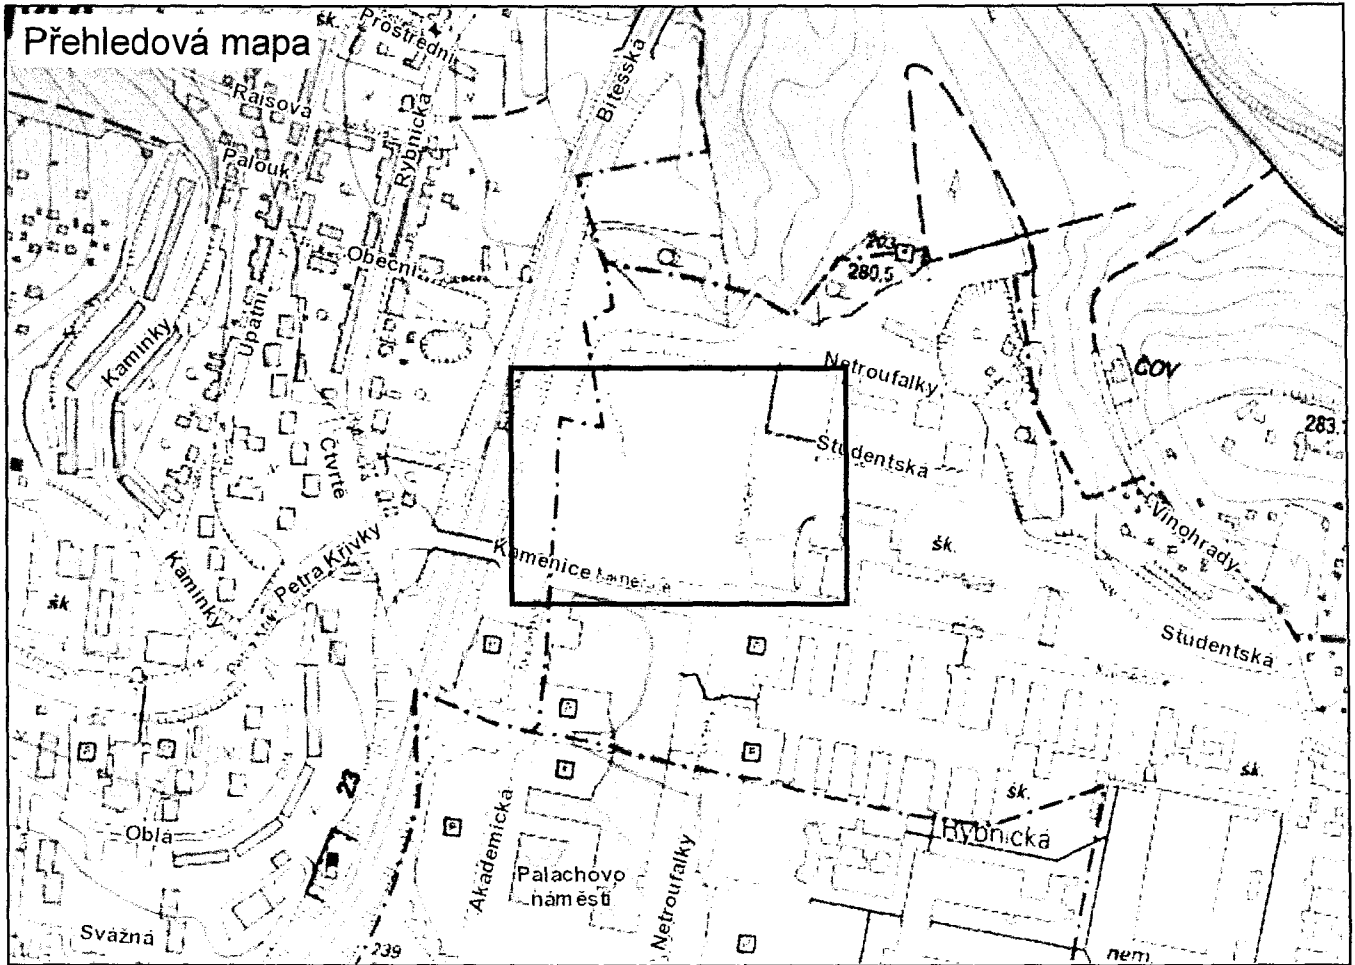 Přehledová mapa
šk.
Prostřední
Bítešská
Raisova
Rybnická
Palouk
Obecní
203
280.5
Kamínky
Úpatní
Netroufalky
ČOV
283.
Čtvrtě
Studentská
Vinohrady
Kamenice
šk.
Petra Křivky
Kamínky
šk.
Studentská
23
šk.
šk.
Oblá
Akademická
Rybnická
Netroufalky
Palachovo
náměstí
Svážná
239
nem.